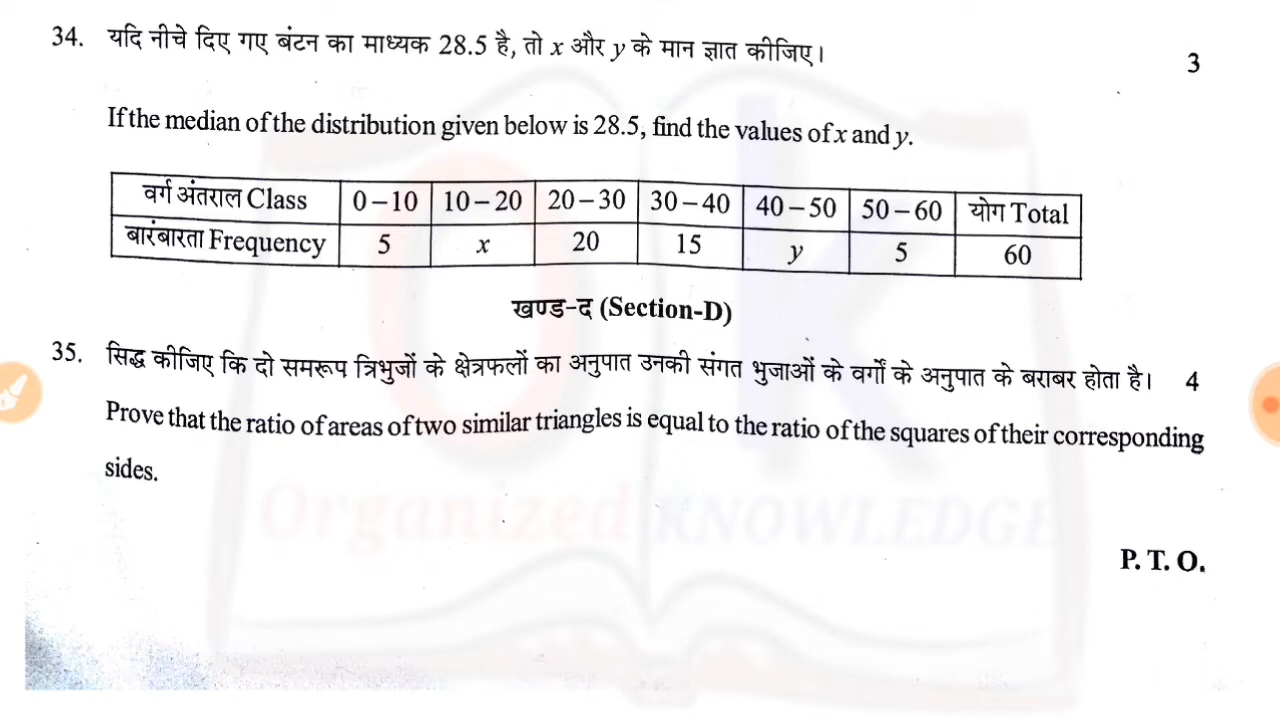 34. यदि नीचे दिए गए बंटन का माध्यक 28.5 है, तो x और y के मान ज्ञात कीजिए। 3
If the median of the distribution given below is 28.5, find the values of x and y.
वर्ग अंतराल Class 0–10 10–20 20–30 30–40 40–50 50–60 योग Total
बारंबारता Frequency 5 x 20 15 y 5 60
खण्ड-द (Section-D)
35. सिद्ध कीजिए कि दो समरूप त्रिभुजों के क्षेत्रफलों का अनुपात उनकी संगत भुजाओं के वर्गों के अनुपात के बराबर होता है। 4
Prove that the ratio of areas of two similar triangles is equal to the ratio of the squares of their corresponding
sides.
Organized KNOWLEDGE
P. T. O.